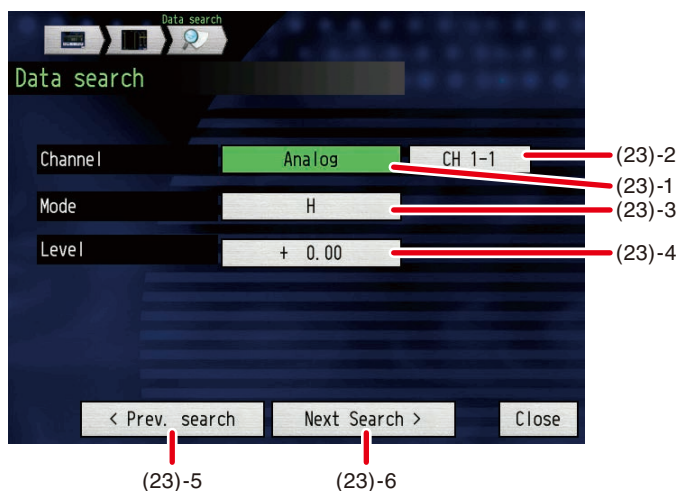 Data search
Data search
Channel Analog CH 1-1 (23)-2
(23)-1
Mode H (23)-3
Level + 0.00 (23)-4
< Prev. search Next Search > Close
(23)-5 (23)-6